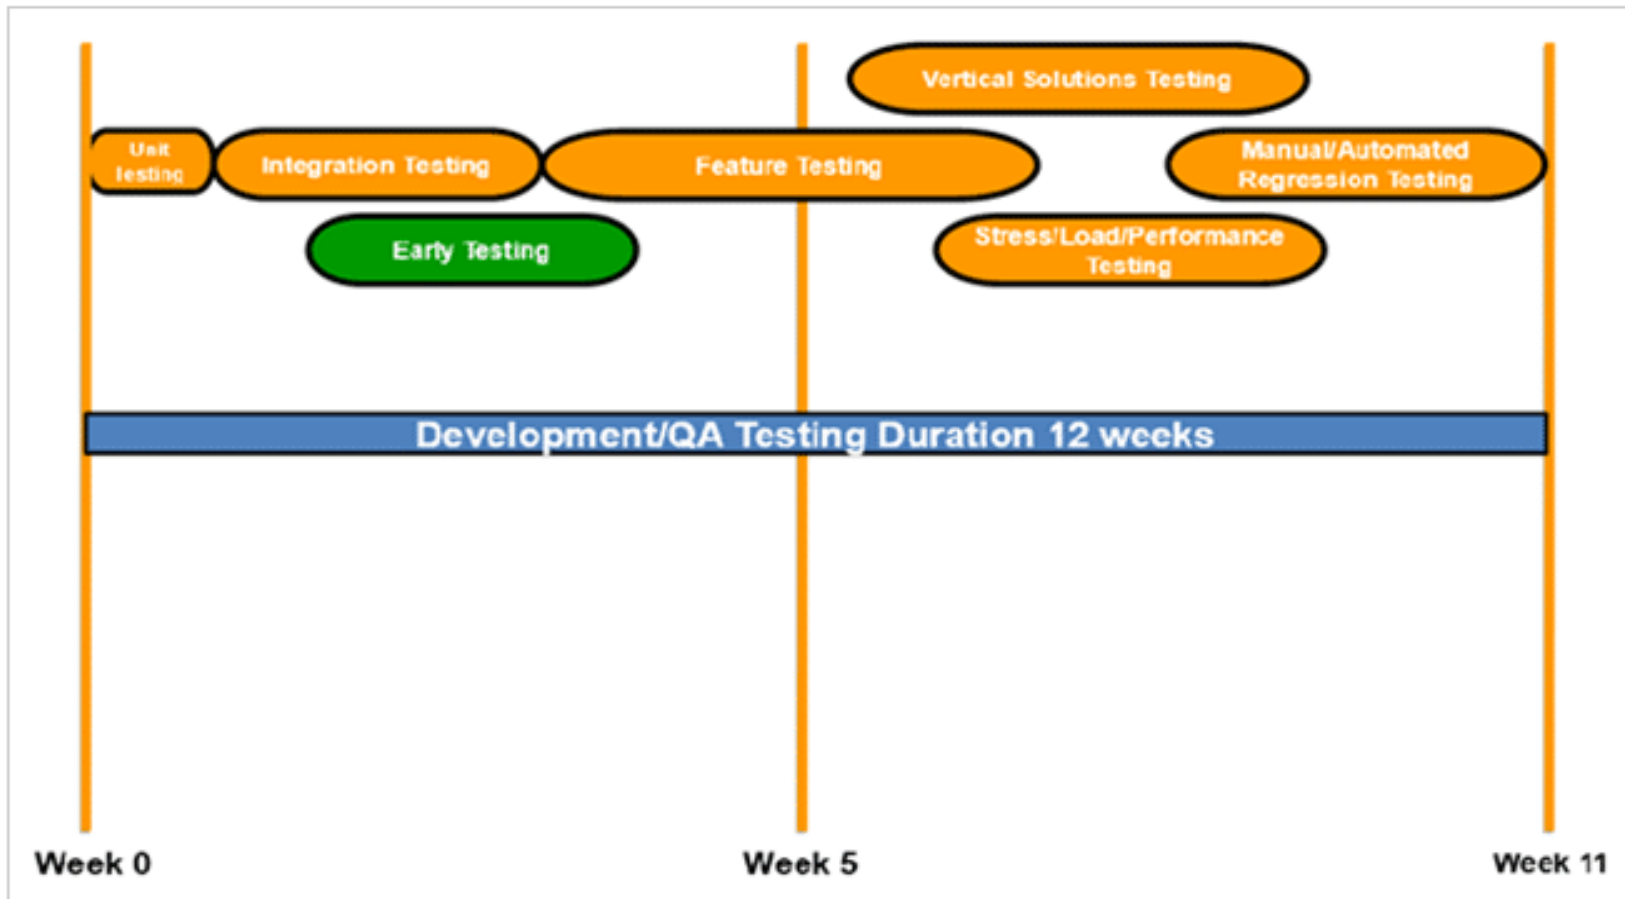 Vertical Solutions Testing
Unit
Testing
Integration Testing
Feature Testing
Manual/Automated
Regression Testing
Early Testing
Stress/Load/Performance
Testing
Development/QA Testing Duration 12 weeks
Week 0
Week 5
Week 11